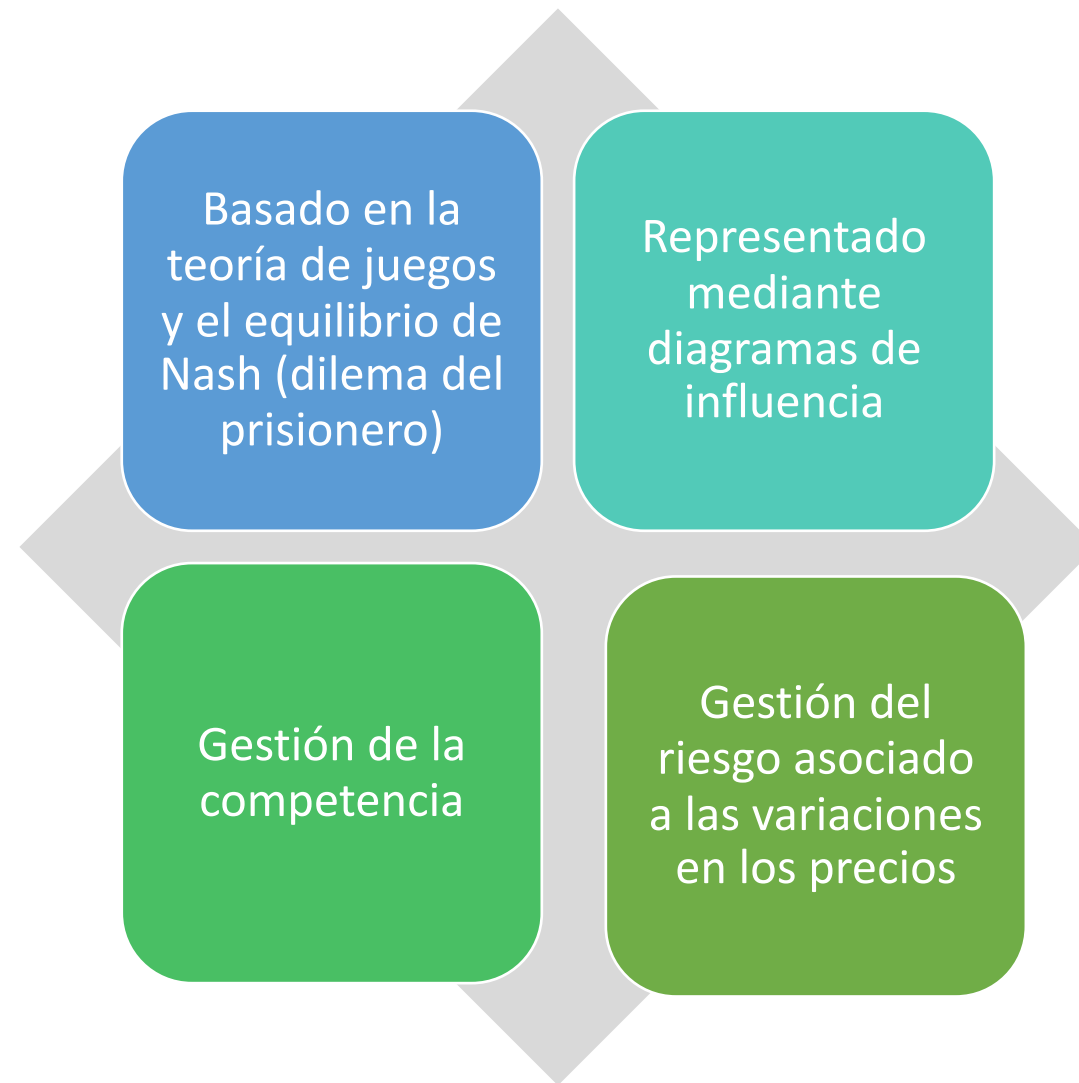 Basado en la
teoría de juegos
y el equilibrio de
Nash (dilema del
prisionero)
Representado
mediante
diagramas de
influencia
Gestión de la
competencia
Gestión del
riesgo asociado
a las variaciones
en los precios